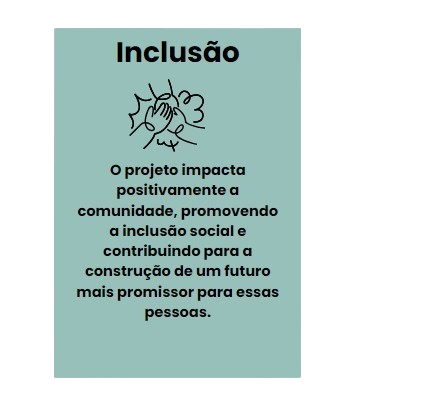 Inclusão
O projeto impacta
positivamente a
comunidade, promovendo
a inclusão social e
contribuindo para a
construção de um futuro
mais promissor para essas
pessoas.